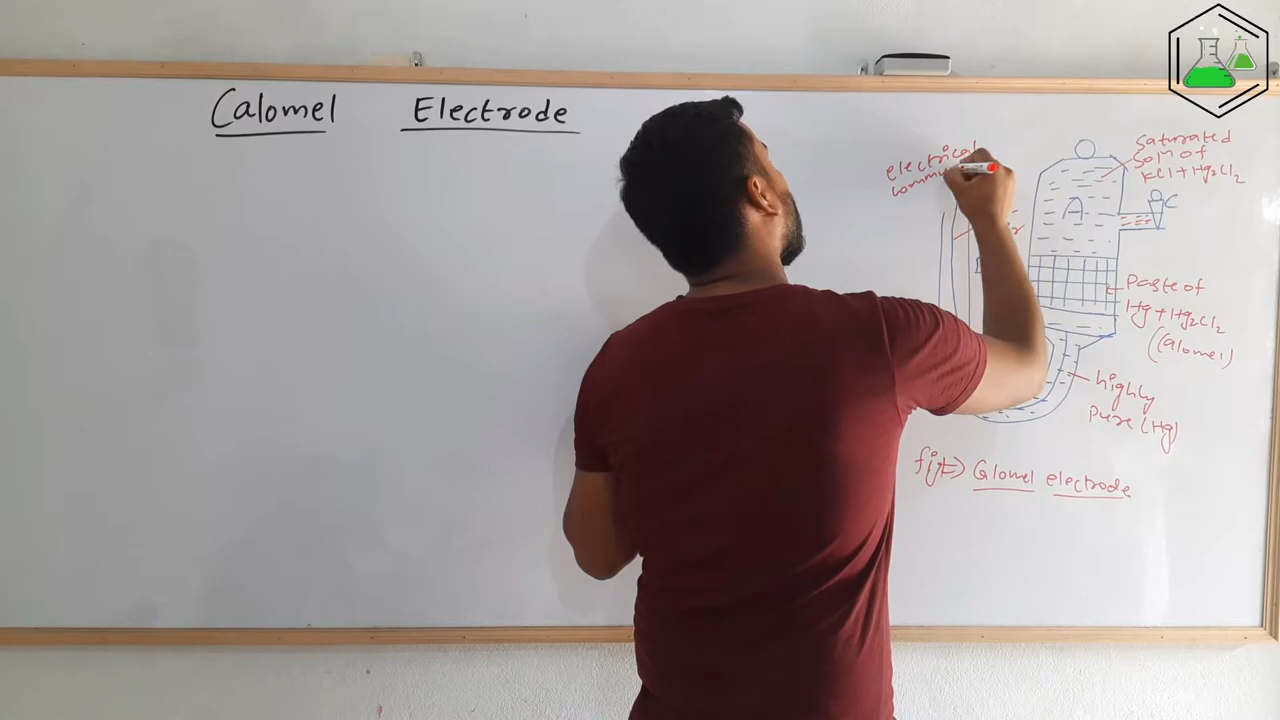 Calomel Electrode
electrical
Saturated
Soln of
KCl + Hg2Cl2
A
C
Paste of
Hg + Hg2Cl2
(Calomel)
highly
pure (Hg)
fig:=> Calomel electrode